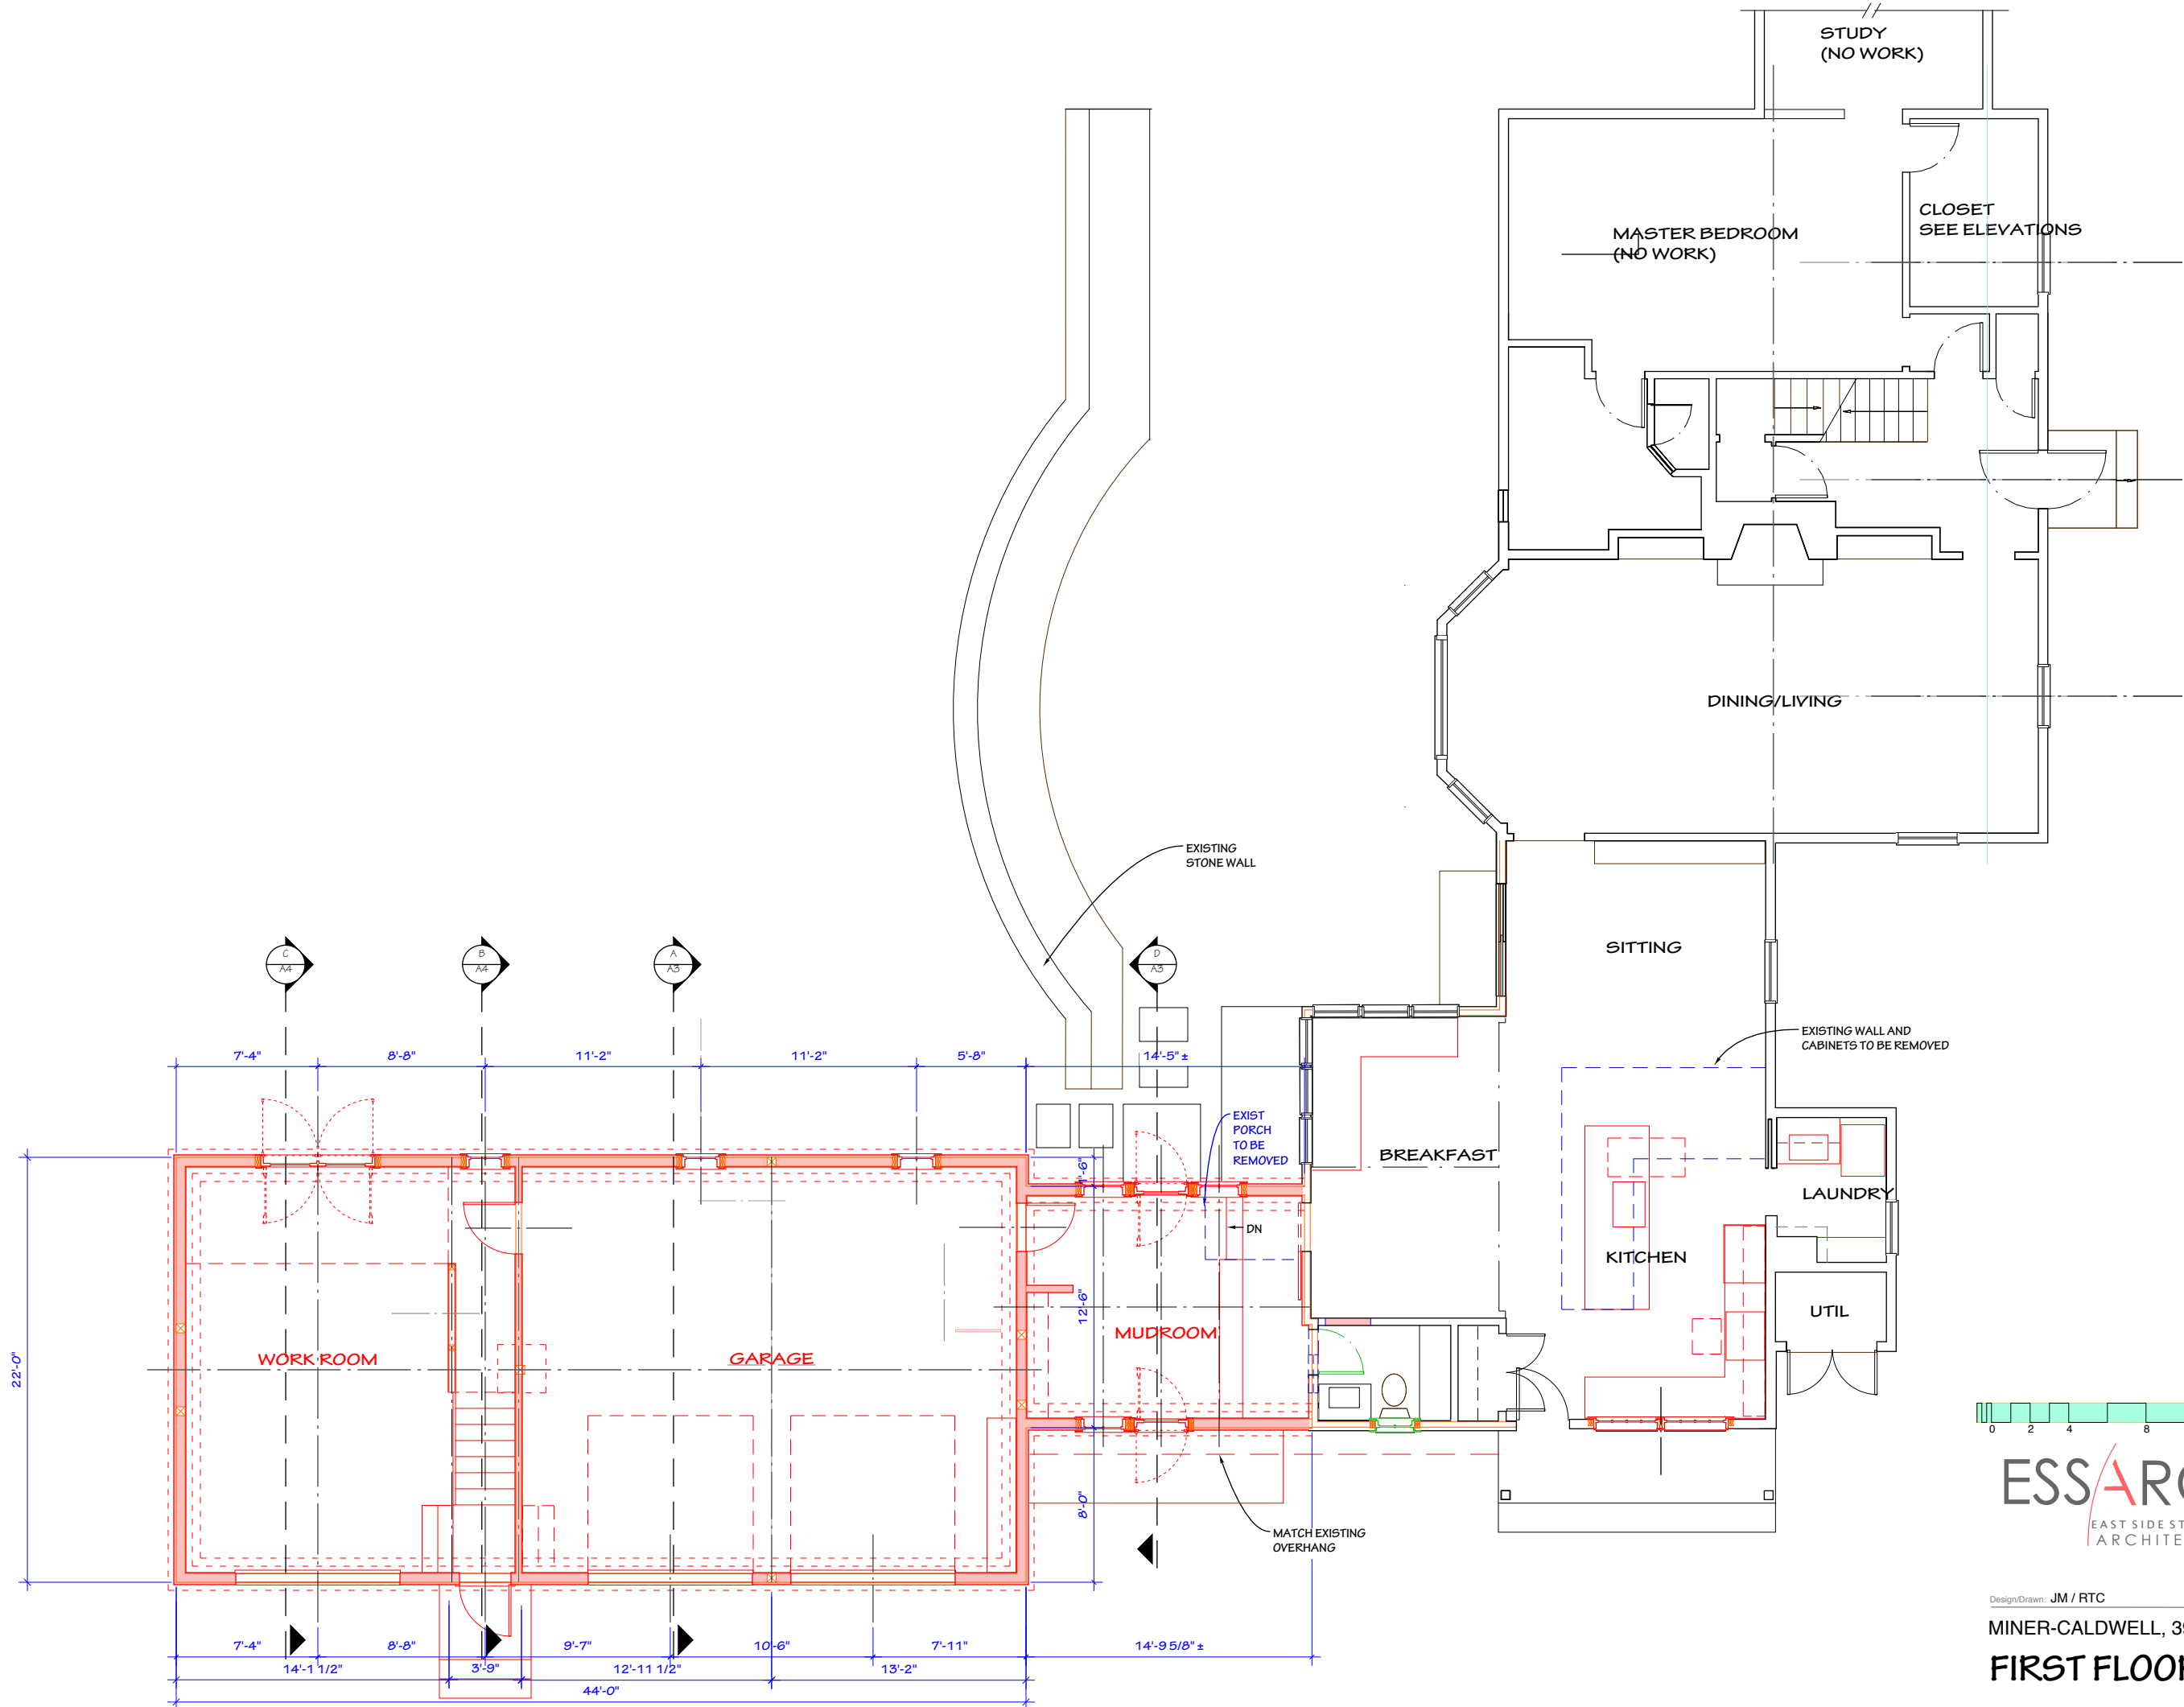 STUDY
(NO WORK)
CLOSET
SEE ELEVATIONS
MASTER BEDROOM
(NO WORK)
DINING/LIVING
EXISTING
STONE WALL
SITTING
C
A4
B
A4
A
A3
D
A3
EXISTING WALL AND
CABINETS TO BE REMOVED
7'-4"
8'-8"
11'-2"
11'-2"
5'-8"
14'-5" ±
EXIST
PORCH
TO BE
REMOVED
BREAKFAST
1'-6"
LAUNDRY
DN
KITCHEN
12'-6"
UTIL
MUDROOM
WORK ROOM
GARAGE
22'-0"
0 2 4 8
8'-0"
MATCH EXISTING
OVERHANG
ESSARC
EAST SIDE ST
ARCHITE
Design/Drawn: JM / RTC
MINER-CALDWELL, 39
FIRST FLOOR
7'-4"
8'-8"
9'-7"
10'-6"
7'-11"
14'-9 5/8" ±
14'-1 1/2"
3'-9"
12'-11 1/2"
13'-2"
44'-0"